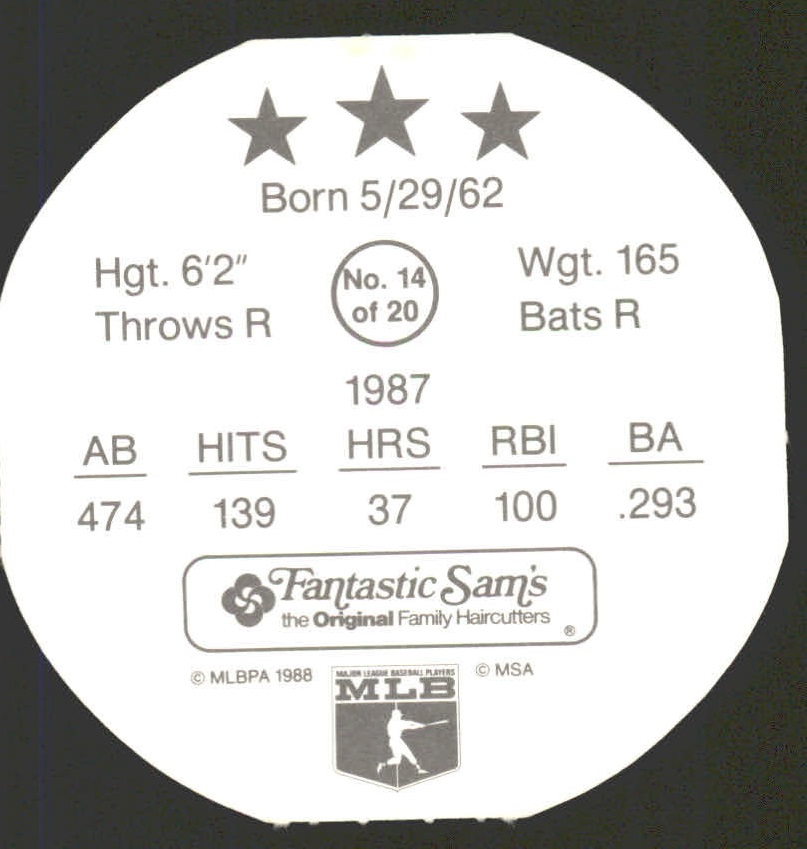 Born 5/29/62
Hgt. 6'2"
Throws R
No. 14
of 20
Wgt. 165
Bats R
1987
AB HITS HRS RBI BA
474 139 37 100 .293
Fantastic Sam's
the Original Family Haircutters ®
© MLBPA 1988
MAJOR LEAGUE BASEBALL PLAYERS
MLB
© MSA